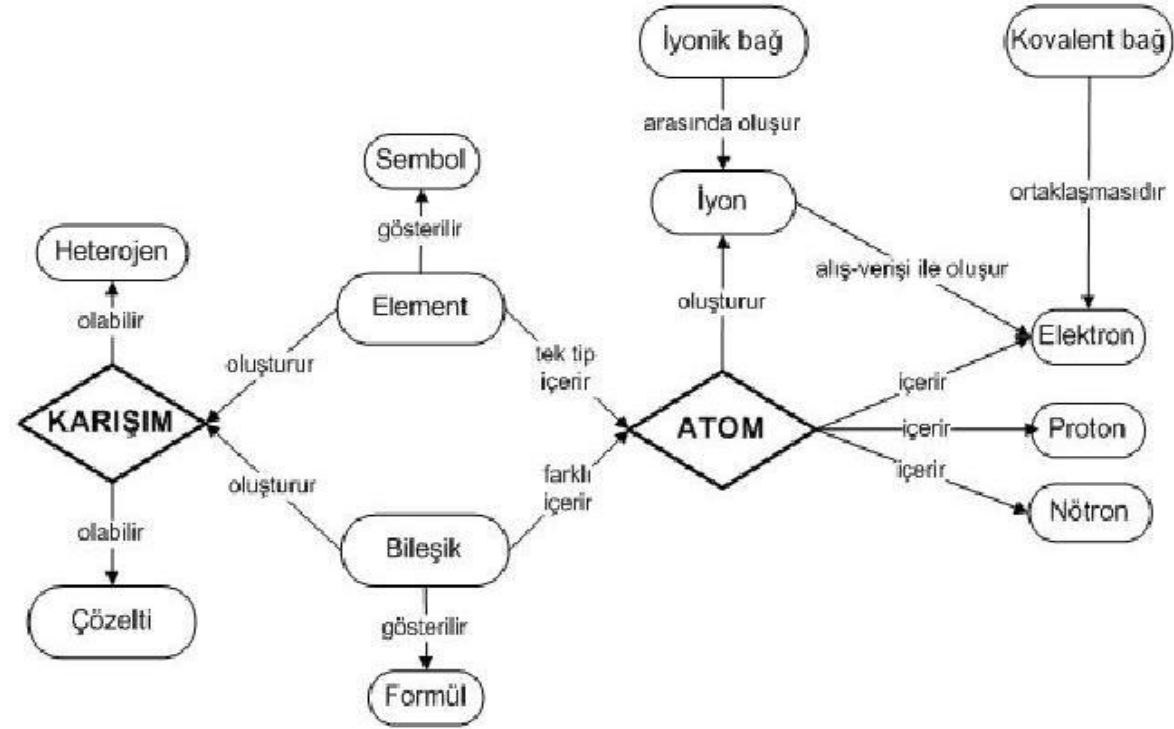 İyonik bağ
Kovalent bağ
arasında oluşur
Sembol
İyon
ortaklaşmasıdır
gösterilir
Heterojen
alış-verişi ile oluşur
Element
oluşturur
olabilir
Elektron
oluşturur
tek tip
içerir
içerir
KARIŞIM
ATOM
içerir
Proton
oluşturur
farklı
içerir
içerir
Nötron
olabilir
Bileşik
Çözelti
gösterilir
Formül